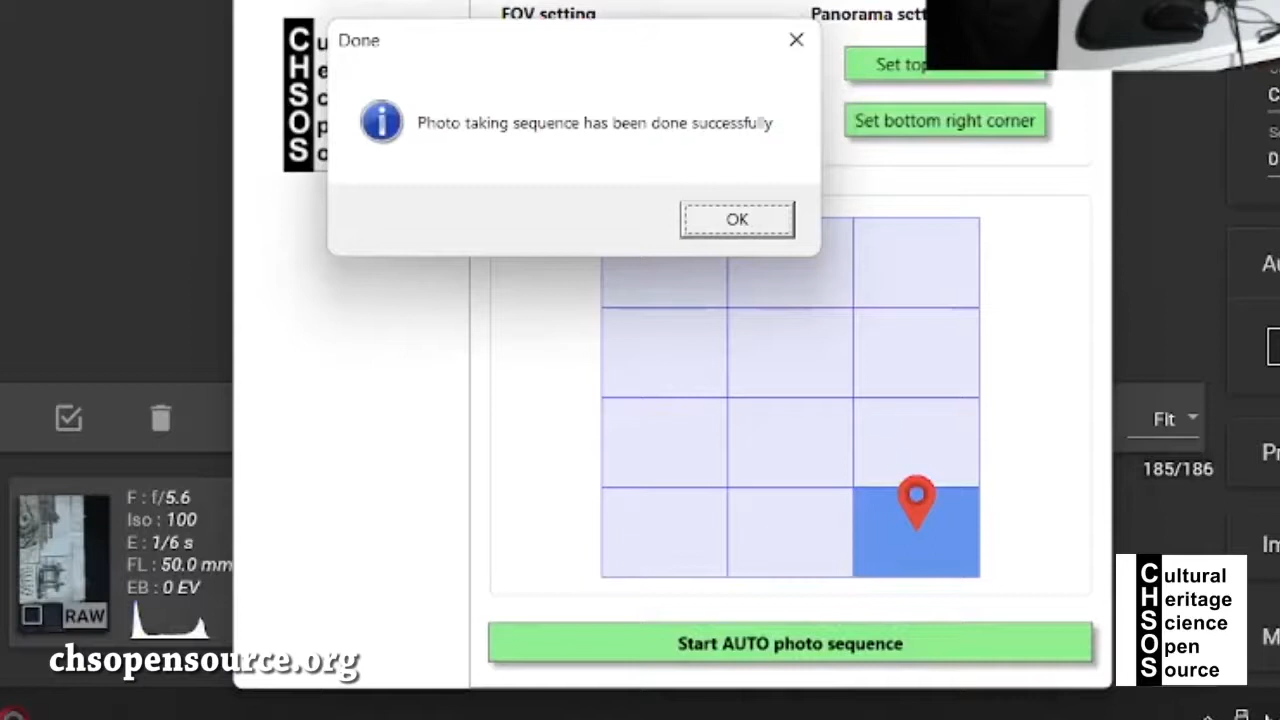 FOV setting
Panorama sett
Done
Photo taking sequence has been done successfully
OK
Set top
Set bottom right corner
C
H
S
O
S
Flt
185/186
F : f/5.6
Iso : 100
E : 1/6 s
FL : 50.0 mm
EB : 0 EV
RAW
Start AUTO photo sequence
chsopensource.org
Cultural
Heritage
Science
Open
Source